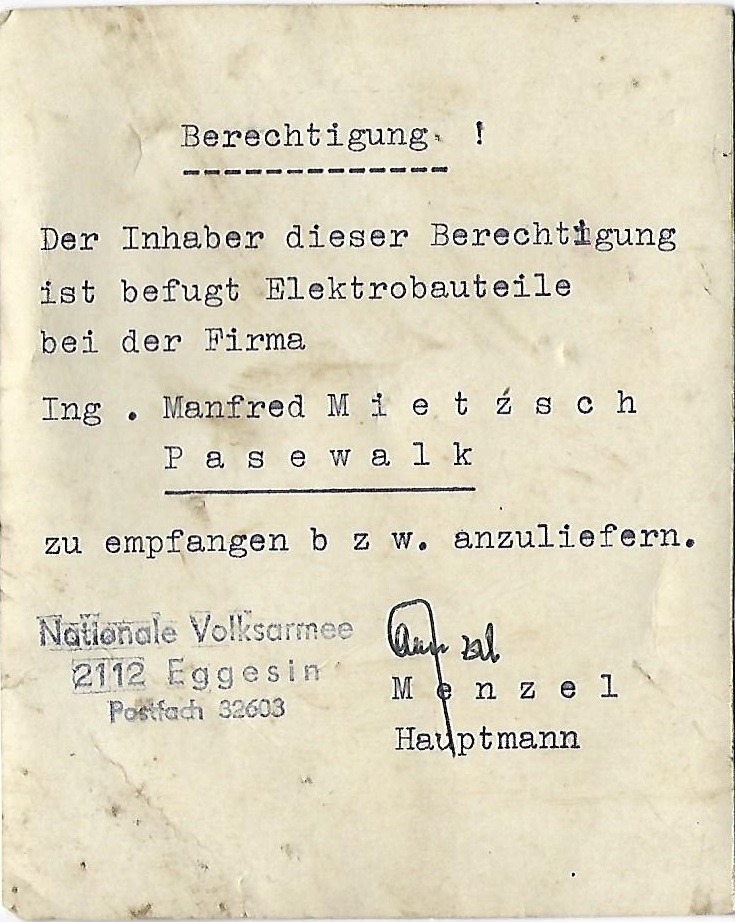 Berechtigung. !
Der Inhaber dieser Berechtigung
ist befugt Elektrobauteile
bei der Firma
Ing . Manfred M i e t z s c h
P a s e w a l k
zu empfangen b z w. anzuliefern.
Nationale Volksarmee
2112 Eggesin
Postfach 32603
M e n z e l
Hauptmann